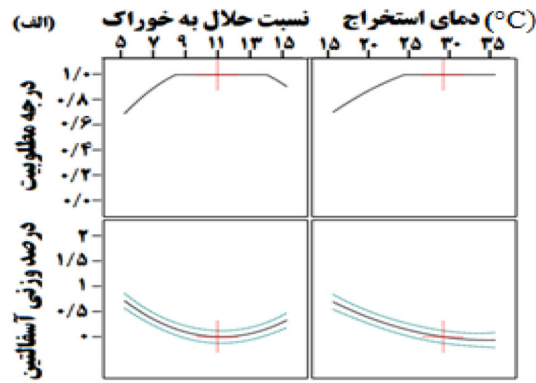 (الف) نسبت حلال به خوراک دمای استخراج (°C)
۵ ۷ ۹ ۱۱ ۱۳ ۱۵ ۱۵ ۲۰ ۲۵ ۳۰ ۳۵
درجه مطلوبیت
۱/۰
۰/۸
۰/۶
۰/۴
۰/۲
۰/۰
درصد وزنی آسفالتین
۲
۱/۵
۱
۰/۵
۰